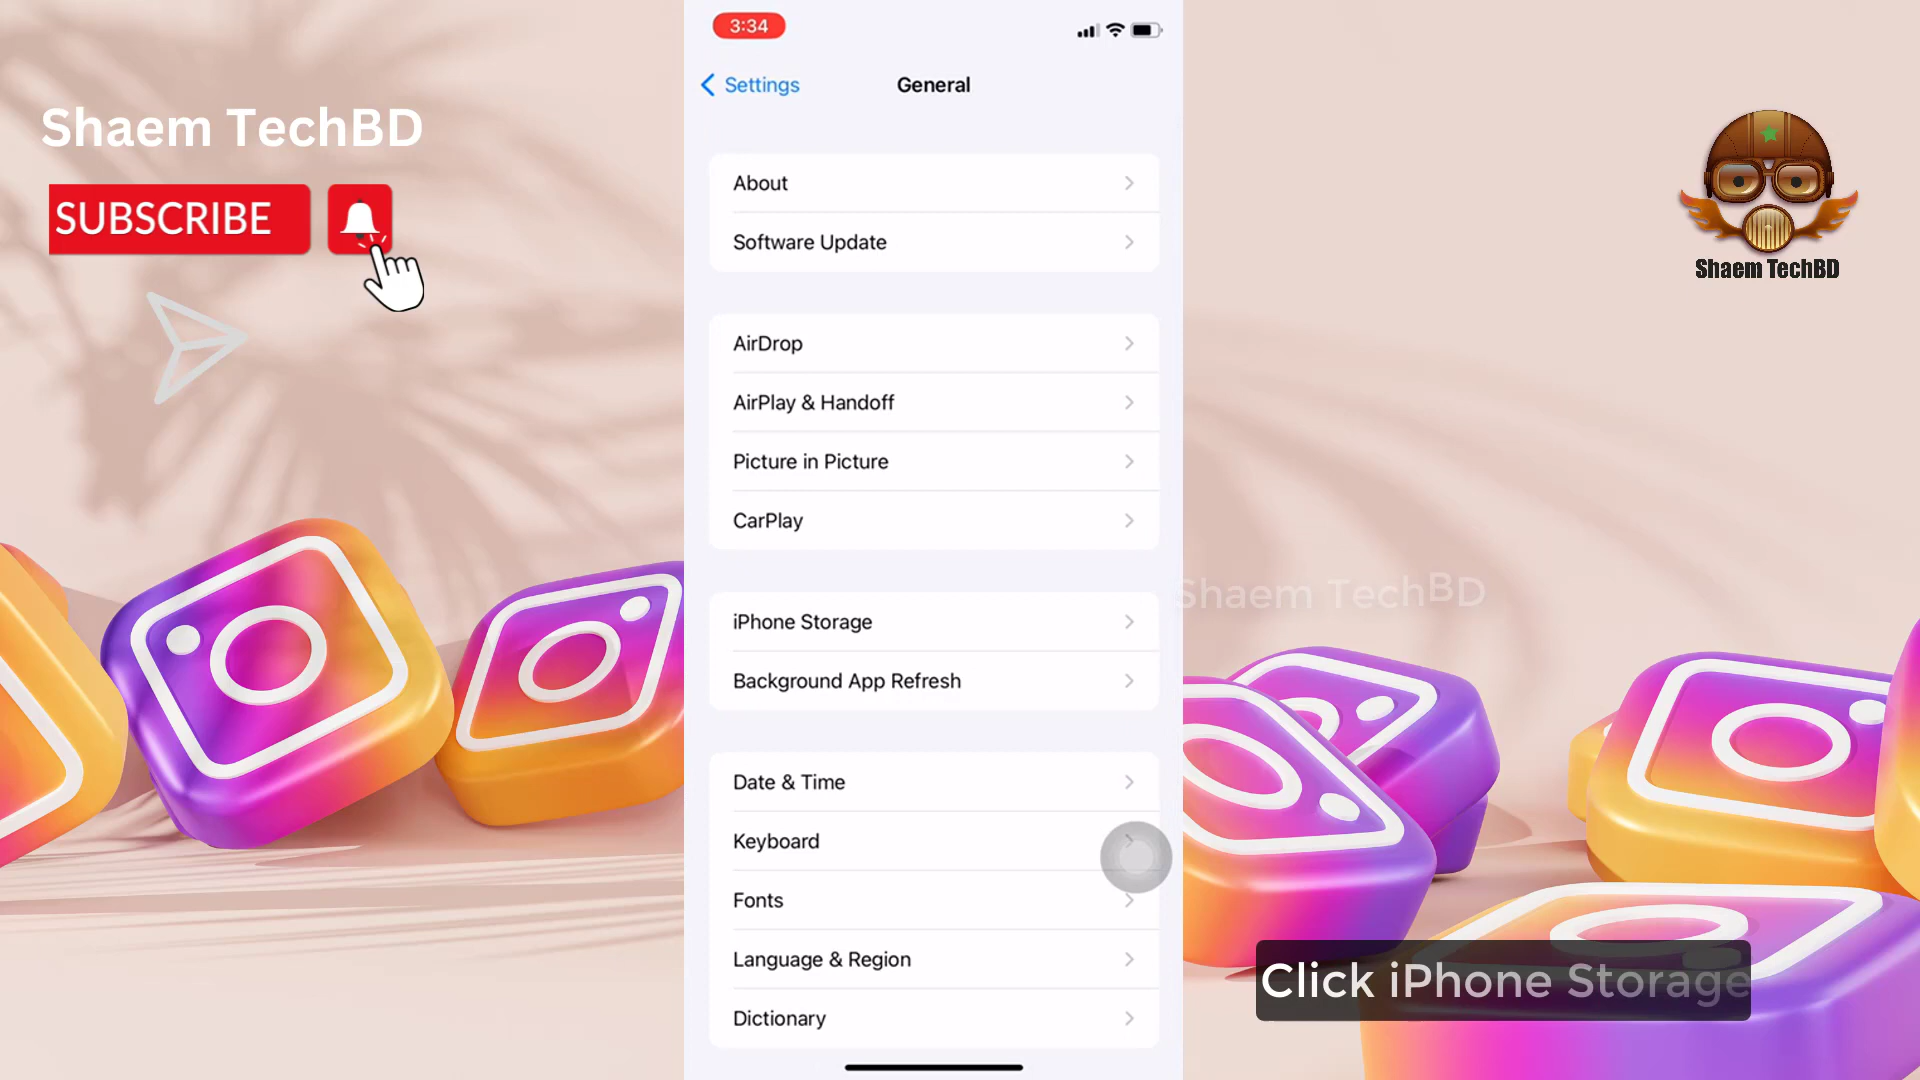 Shaem TechBD
SUBSCRIBE
3:34
Settings
General
About
Software Update
AirDrop
AirPlay & Handoff
Picture in Picture
CarPlay
iPhone Storage
Background App Refresh
Date & Time
Keyboard
Fonts
Language & Region
Dictionary
Shaem TechBD
Shaem TechBD
Click iPhone Storage